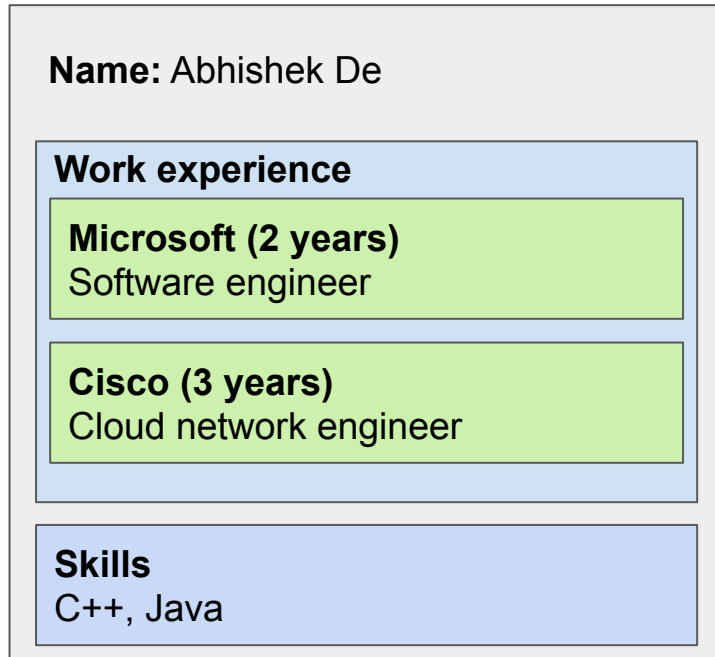 Name: Abhishek De
Work experience
Microsoft (2 years)
Software engineer
Cisco (3 years)
Cloud network engineer
Skills
C++, Java